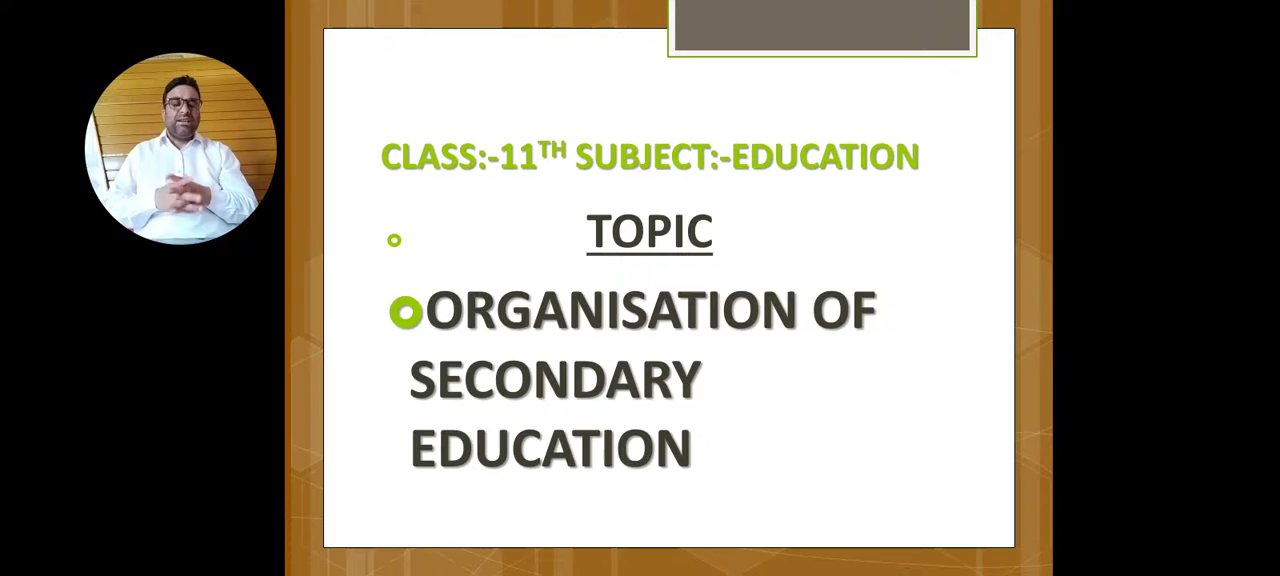 CLASS:-11TH SUBJECT:-EDUCATION
TOPIC
ORGANISATION OF
SECONDARY
EDUCATION